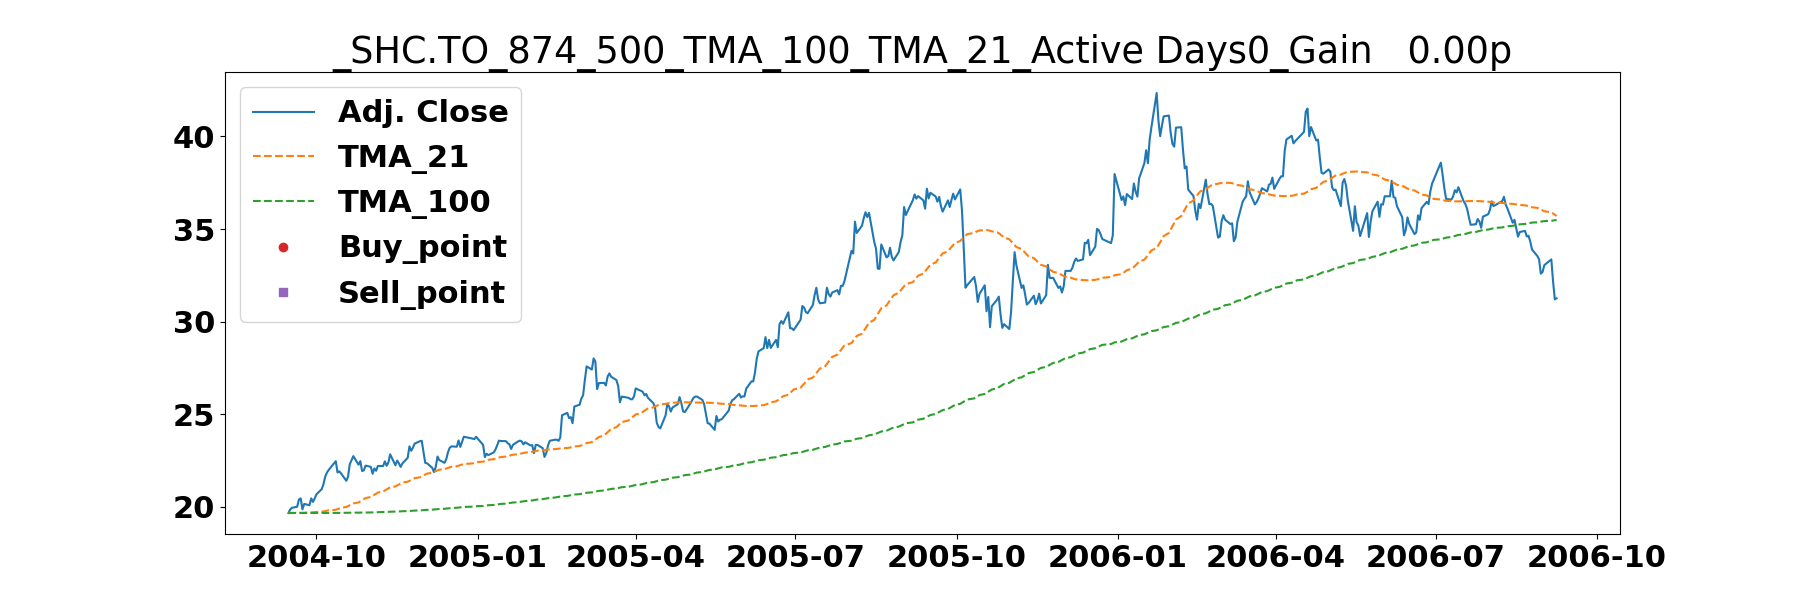 _SHC.TO_874_500_TMA_100_TMA_21_Active Days0_Gain   0.00p
Adj. Close
TMA_21
TMA_100
Buy_point
Sell_point
40
35
30
25
20
2004-10 2005-01 2005-04 2005-07 2005-10 2006-01 2006-04 2006-07 2006-10